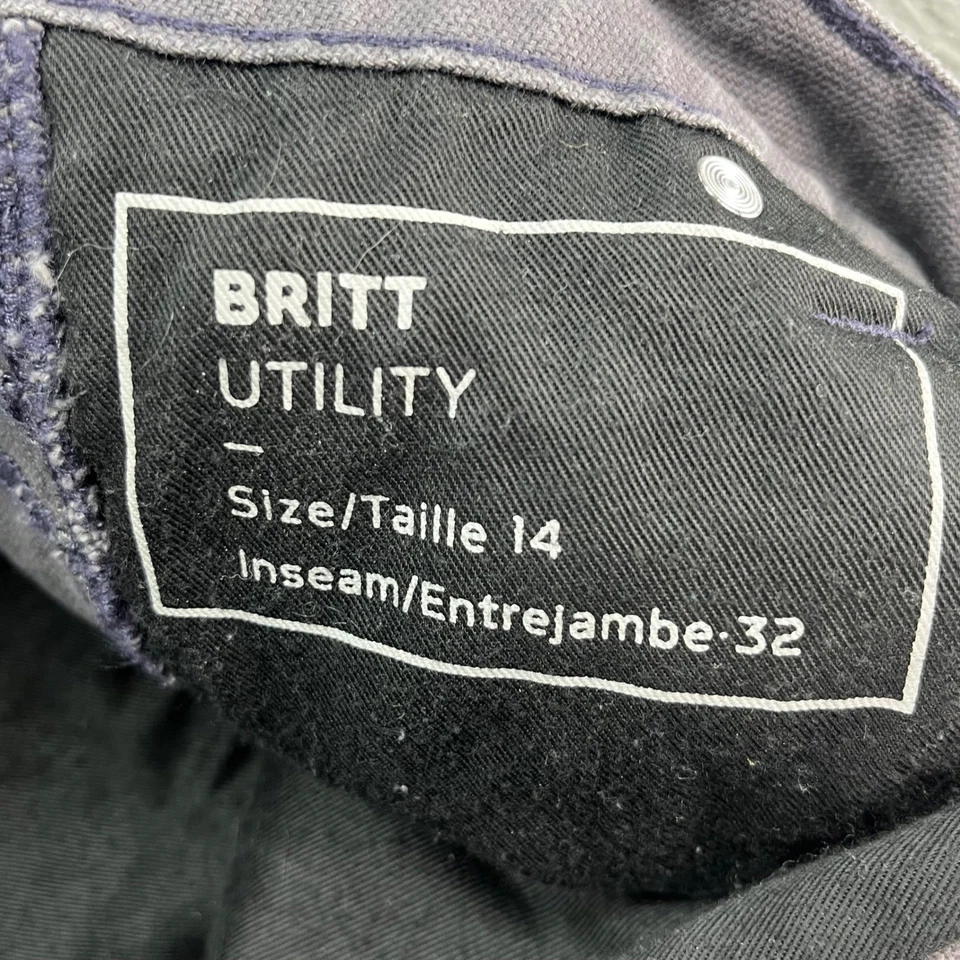 BRITT
UTILITY
—
Size/Taille 14
Inseam/Entrejambe·32